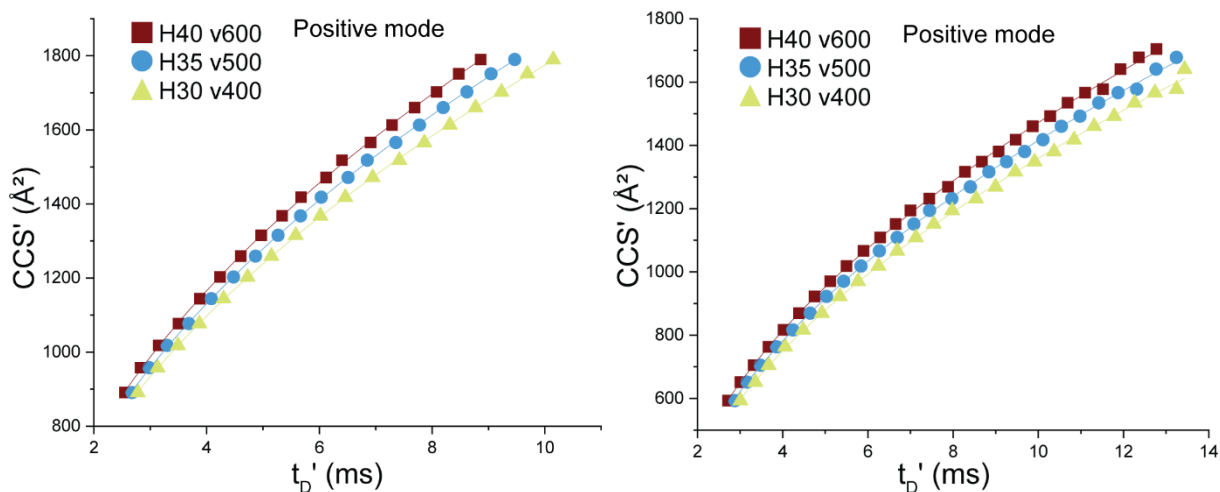 H40 v600
H35 v500
H30 v400
Positive mode
CCS' (Å²)
1800
1600
1400
1200
1000
800
2
4
6
8
10
t_D' (ms)
H40 v600
H35 v500
H30 v400
Positive mode
CCS' (Å²)
1800
1600
1400
1200
1000
800
600
2
4
6
8
10
12
14
t_D' (ms)